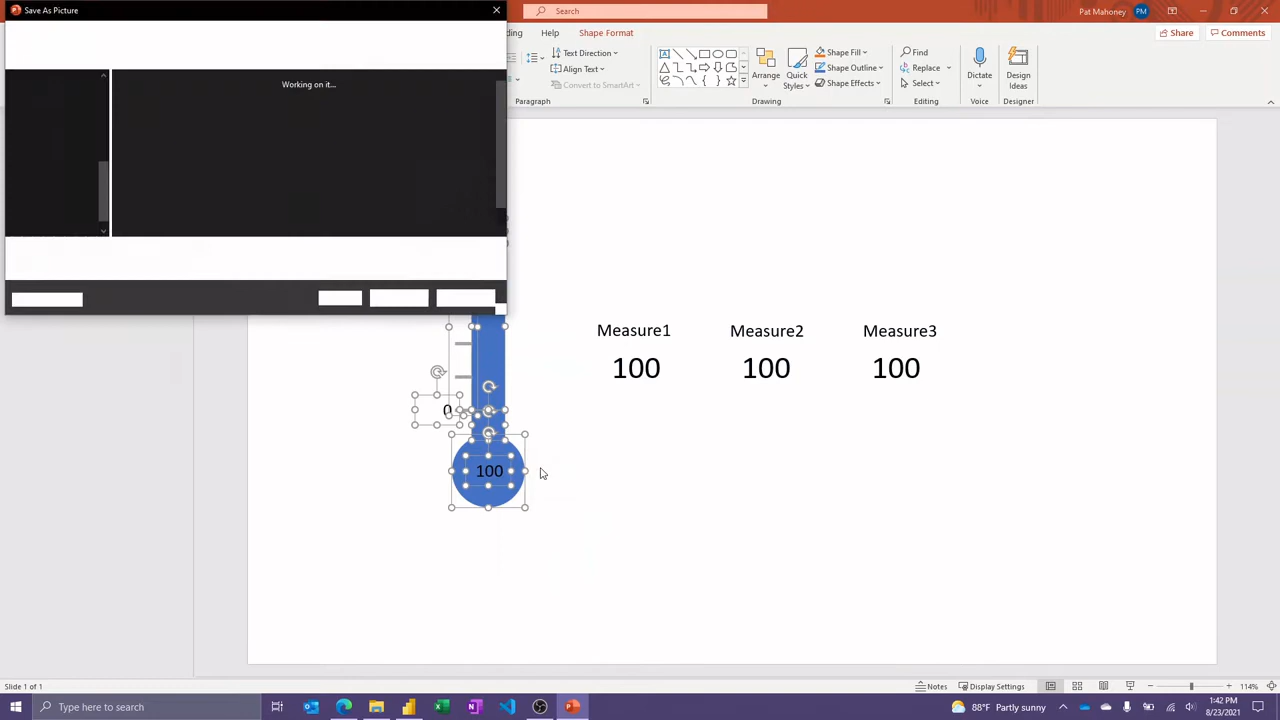 Save As Picture
Search
Pat Mahoney
PM
Help
Shape Format
Share
Comments
Text Direction
Align Text
Convert to SmartArt
Paragraph
Arrange
Quick
Styles
Shape Fill
Shape Outline
Shape Effects
Drawing
Find
Replace
Select
Editing
Dictate
Voice
Design
Ideas
Designer
Working on it...
Measure1
Measure2
Measure3
100
100
100
0
100
Slide 1 of 1
Notes
Display Settings
114%
Type here to search
88°F Partly sunny
1:42 PM
8/23/2021